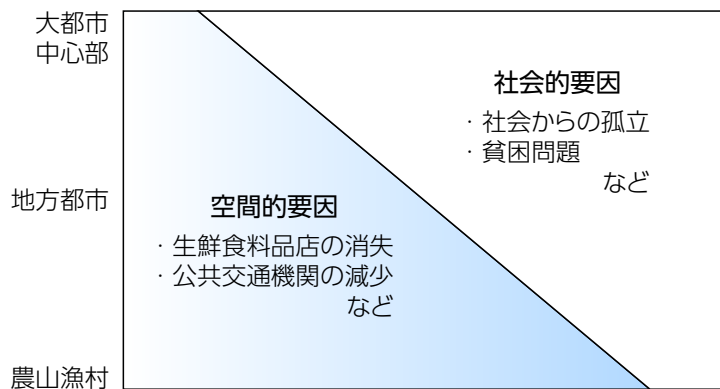 大都市
中心部
社会的要因
・社会からの孤立
・貧困問題
など
地方都市
空間的要因
・生鮮食料品店の消失
・公共交通機関の減少
など
農山漁村